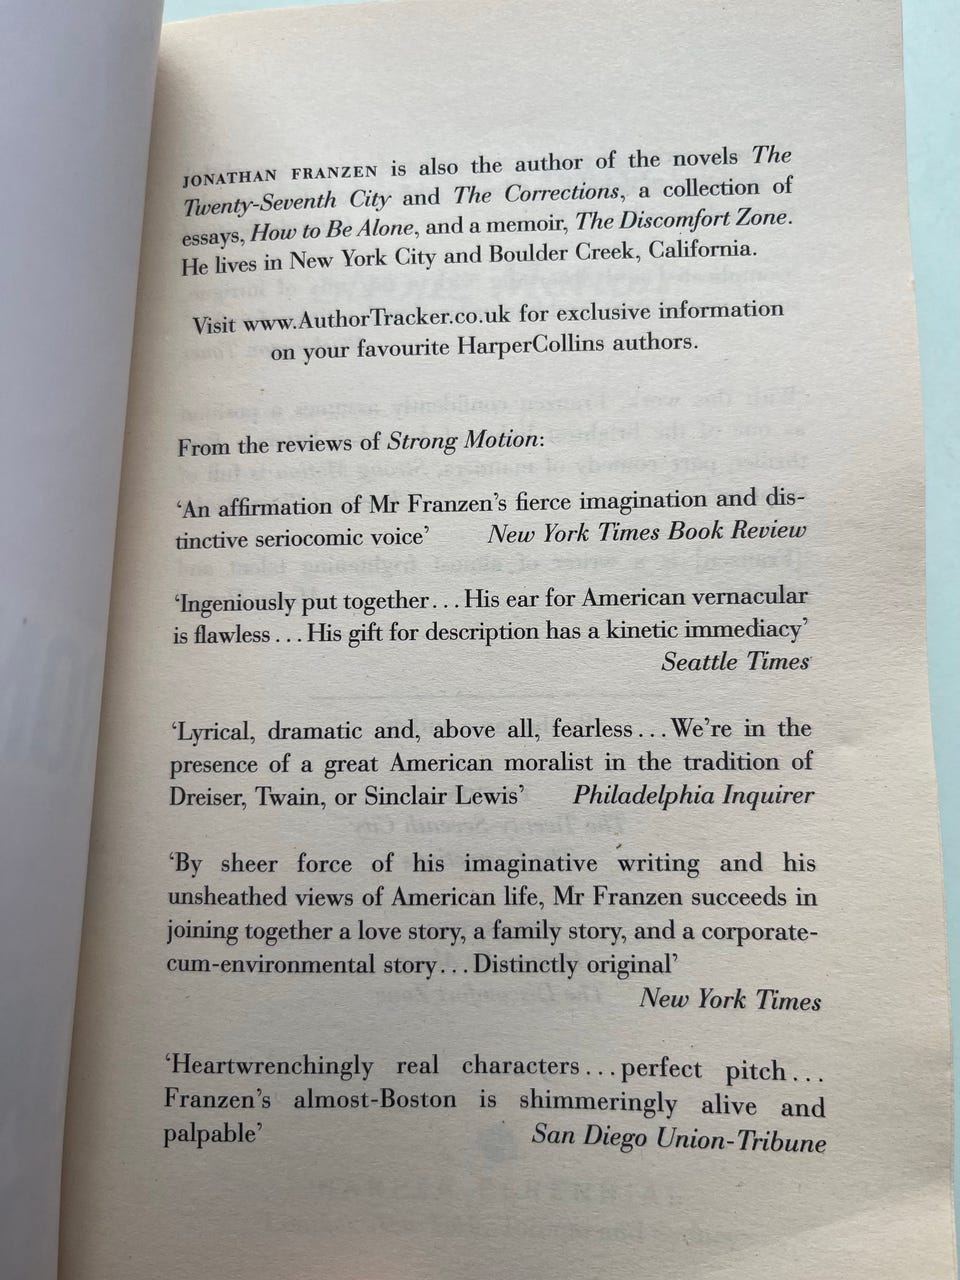 JONATHAN FRANZEN is also the author of the novels The
Twenty-Seventh City and The Corrections, a collection of
essays, How to Be Alone, and a memoir, The Discomfort Zone.
He lives in New York City and Boulder Creek, California.
Visit www.AuthorTracker.co.uk for exclusive information
on your favourite HarperCollins authors.
From the reviews of Strong Motion:
‘An affirmation of Mr Franzen’s fierce imagination and dis-
tinctive seriocomic voice’ New York Times Book Review
‘Ingeniously put together...His ear for American vernacular
is flawless...His gift for description has a kinetic immediacy’
Seattle Times
‘Lyrical, dramatic and, above all, fearless...We’re in the
presence of a great American moralist in the tradition of
Dreiser, Twain, or Sinclair Lewis’ Philadelphia Inquirer
‘By sheer force of his imaginative writing and his
unsheathed views of American life, Mr Franzen succeeds in
joining together a love story, a family story, and a corporate-
cum-environmental story...Distinctly original’
New York Times
‘Heartwrenchingly real characters...perfect pitch...
Franzen’s almost-Boston is shimmeringly alive and
palpable’ San Diego Union-Tribune